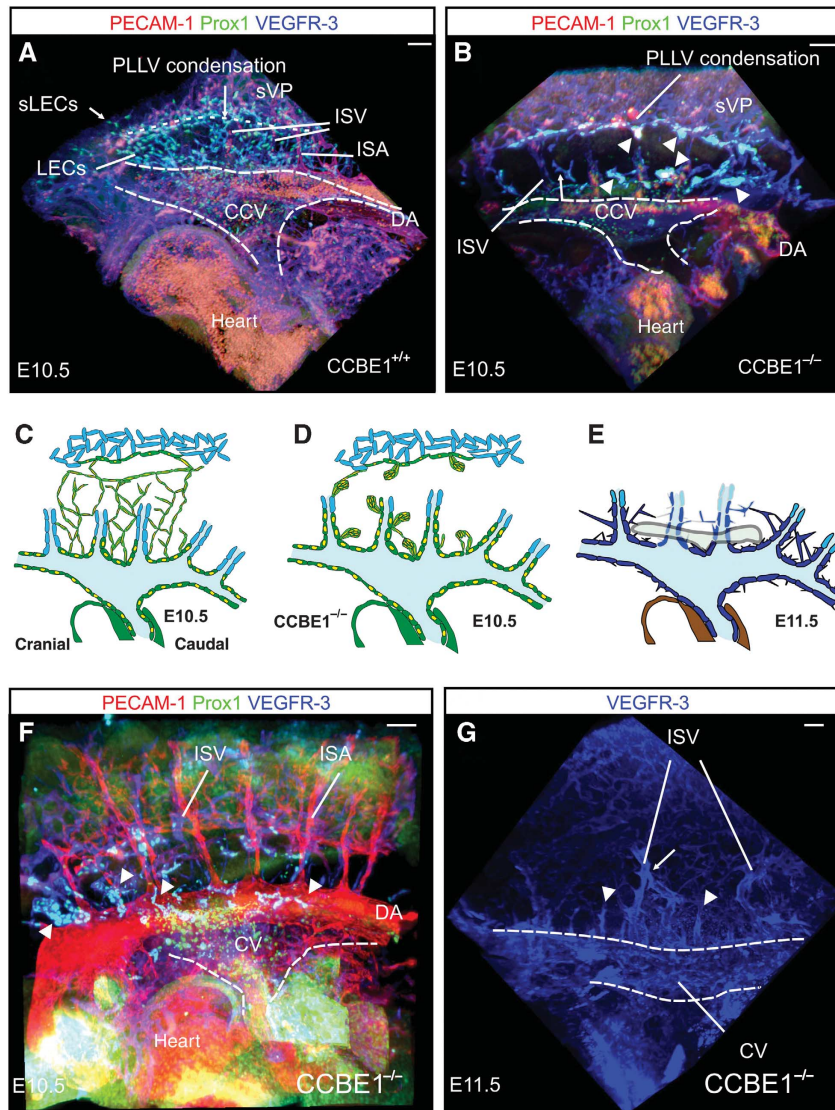 PECAM-1 Prox1 VEGFR-3
A
PLLV condensation
sVP
sLECs
ISV
ISA
LECs
CCV
DA
Heart
E10.5
CCBE1+/+
PECAM-1 Prox1 VEGFR-3
B
PLLV condensation
sVP
CCV
ISV
DA
Heart
E10.5
CCBE1–/–
C
E10.5
Cranial
Caudal
D
CCBE1–/–
E10.5
E
E11.5
PECAM-1 Prox1 VEGFR-3
F
ISV
ISA
DA
CV
Heart
E10.5
CCBE1–/–
VEGFR-3
G
ISV
CV
E11.5
CCBE1–/–